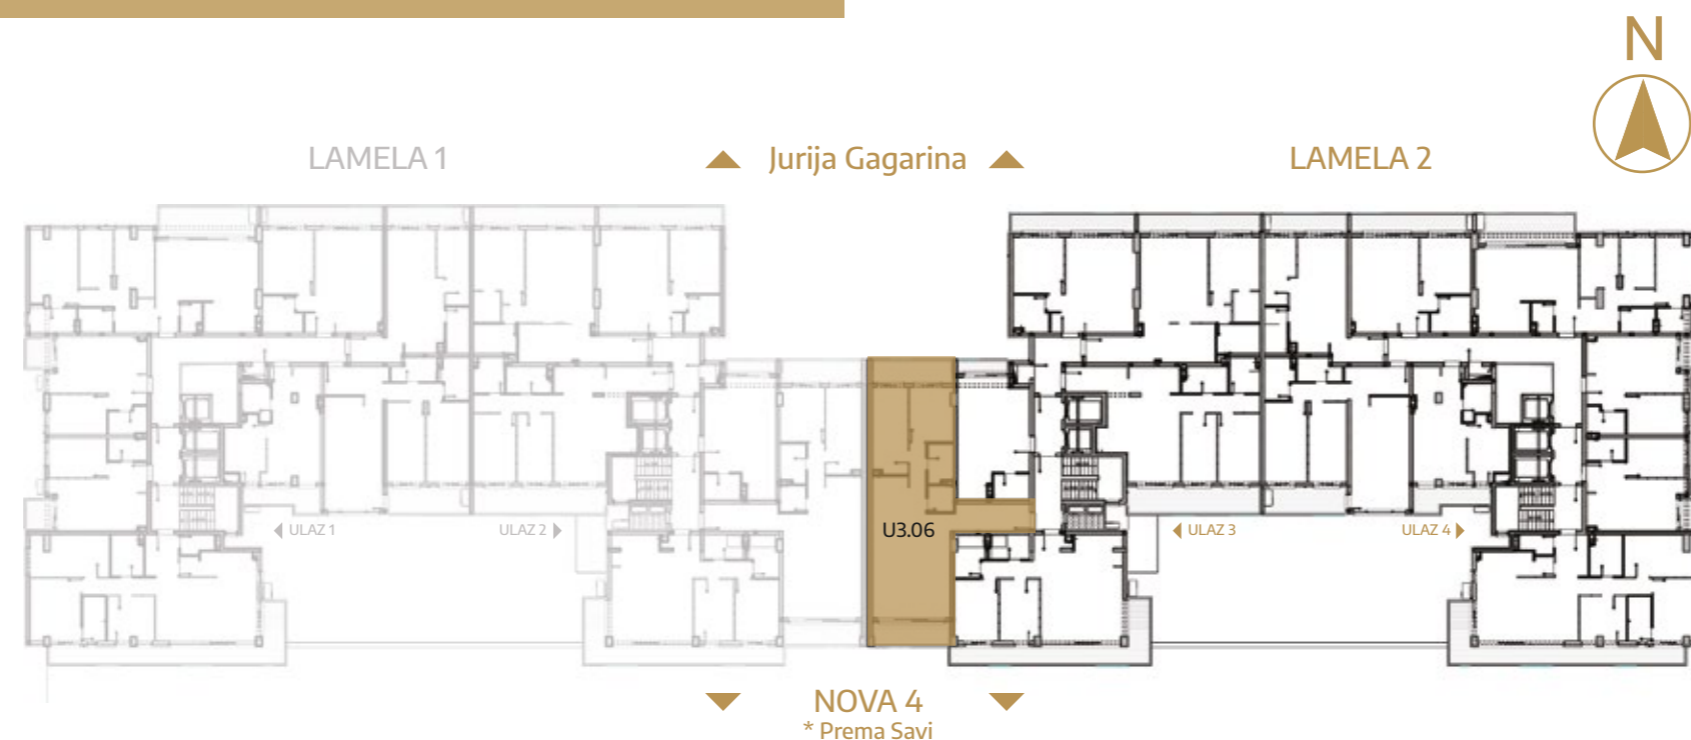 N
LAMELA 1
Jurija Gagarina
LAMELA 2
ULAZ 1
ULAZ 2
U3.06
ULAZ 3
ULAZ 4
NOVA 4
* Prema Savi